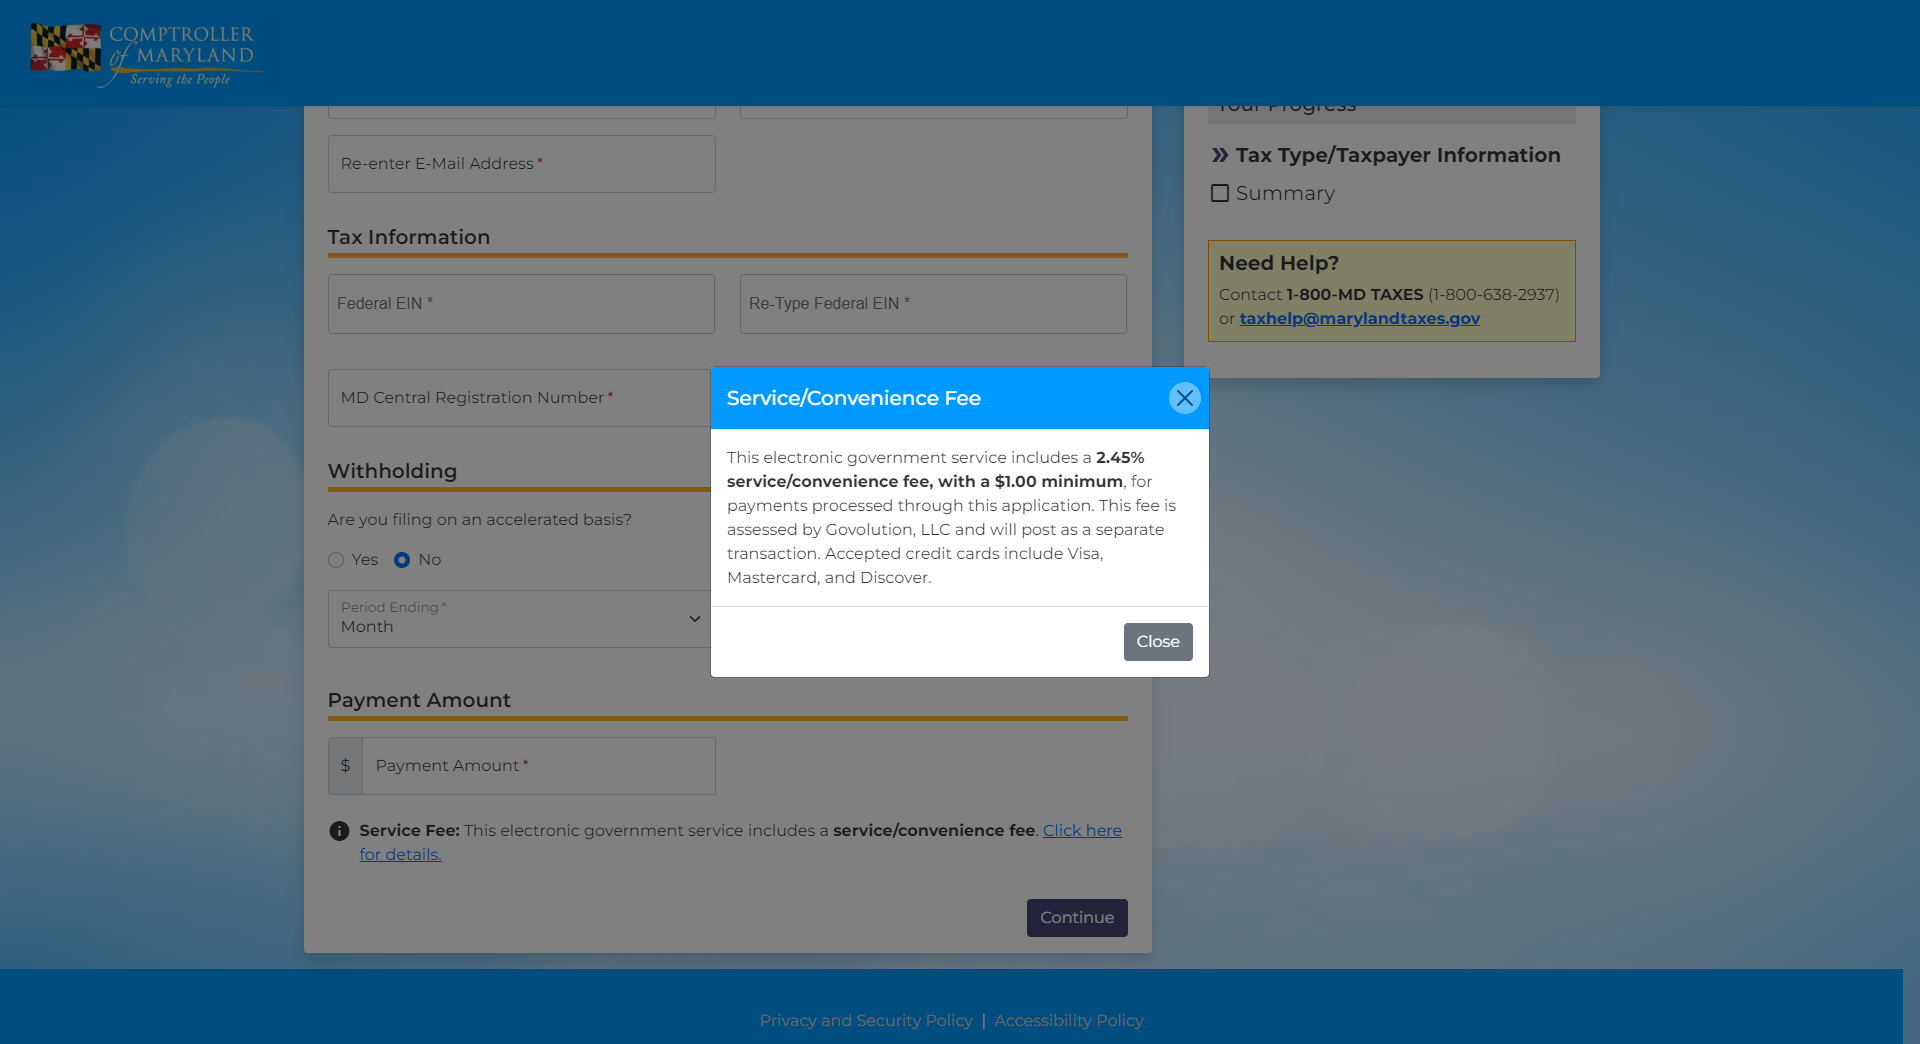 COMPTROLLER
of MARYLAND
Serving the People
Your Progress
Re-enter E-Mail Address *
Tax Type/Taxpayer Information
Summary
Tax Information
Need Help?
Contact 1-800-MD TAXES (1-800-638-2937)
or taxhelp@marylandtaxes.gov
Federal EIN *
Re-Type Federal EIN *
MD Central Registration Number *
Service/Convenience Fee
This electronic government service includes a 2.45%
service/convenience fee, with a $1.00 minimum, for
payments processed through this application. This fee is
assessed by Govolution, LLC and will post as a separate
transaction. Accepted credit cards include Visa,
Mastercard, and Discover.
Close
Withholding
Are you filing on an accelerated basis?
Yes No
Period Ending *
Month
Payment Amount
$ Payment Amount *
Service Fee: This electronic government service includes a service/convenience fee. Click here
for details.
Continue
Privacy and Security Policy | Accessibility Policy